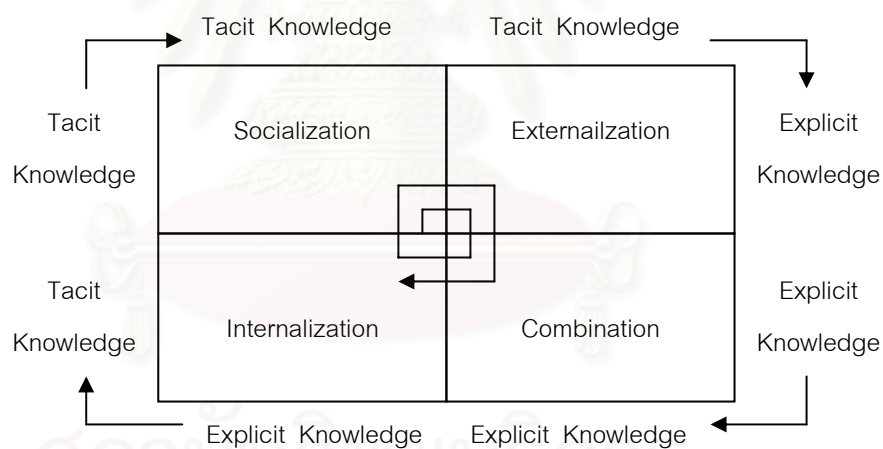 Tacit Knowledge
Tacit Knowledge
Tacit
Knowledge
Socialization
Externailzation
Explicit
Knowledge
Tacit
Knowledge
Internalization
Combination
Explicit
Knowledge
Explicit Knowledge
Explicit Knowledge